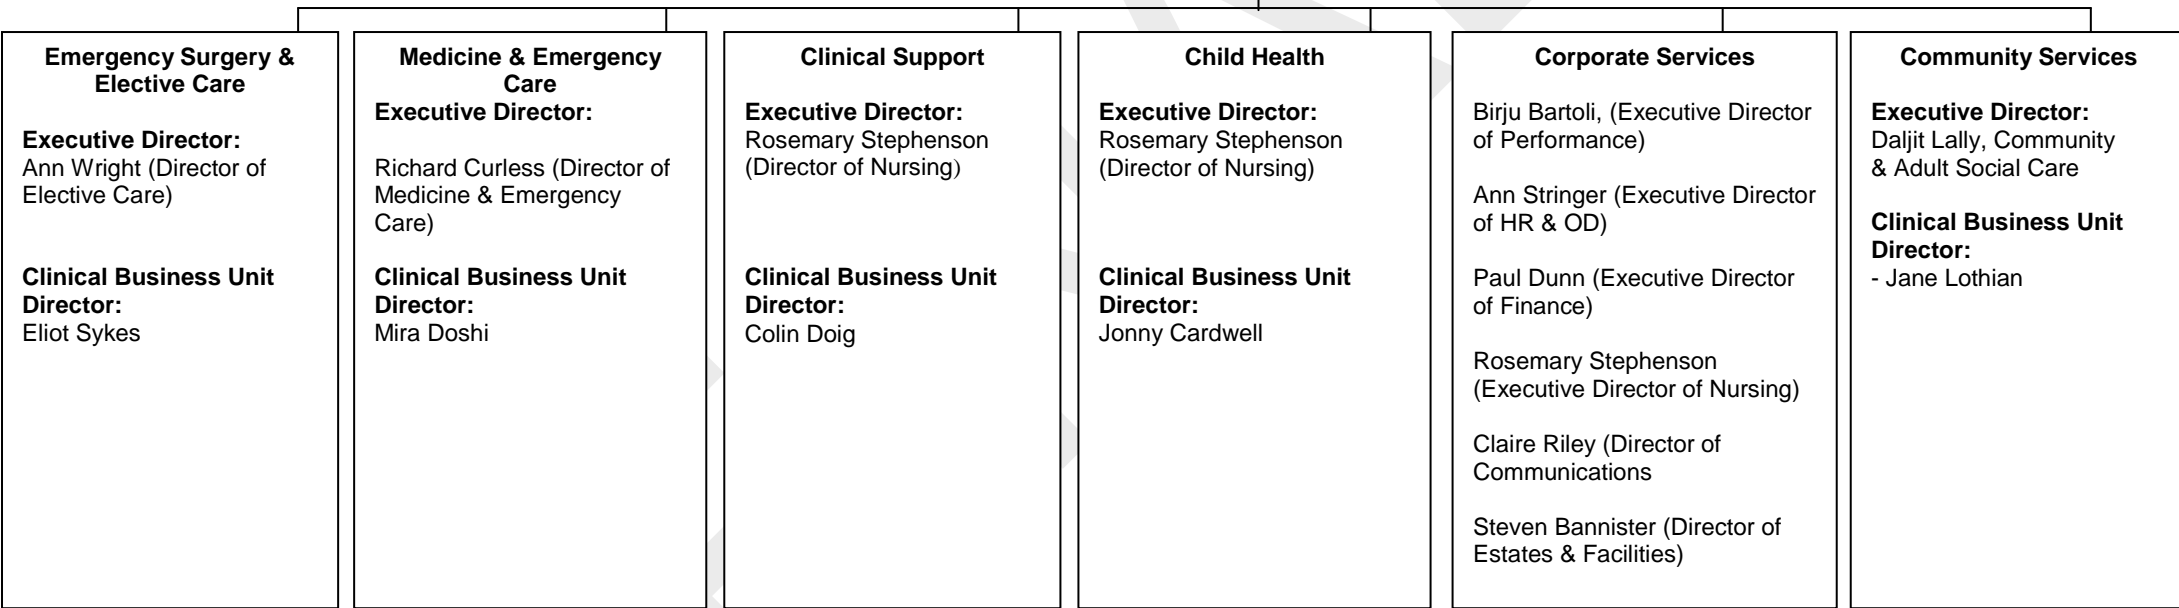 Emergency Surgery &
Elective Care
Executive Director:
Ann Wright (Director of
Elective Care)
Clinical Business Unit
Director:
Eliot Sykes
Medicine & Emergency
Care
Executive Director:
Richard Curless (Director of
Medicine & Emergency
Care)
Clinical Business Unit
Director:
Mira Doshi
Clinical Support
Executive Director:
Rosemary Stephenson
(Director of Nursing)
Clinical Business Unit
Director:
Colin Doig
Child Health
Executive Director:
Rosemary Stephenson
(Director of Nursing)
Clinical Business Unit
Director:
Jonny Cardwell
Corporate Services
Birju Bartoli, (Executive Director
of Performance)
Ann Stringer (Executive Director
of HR & OD)
Paul Dunn (Executive Director
of Finance)
Rosemary Stephenson
(Executive Director of Nursing)
Claire Riley (Director of
Communications
Steven Bannister (Director of
Estates & Facilities)
Community Services
Executive Director:
Daljit Lally, Community
& Adult Social Care
Clinical Business Unit
Director:
- Jane Lothian